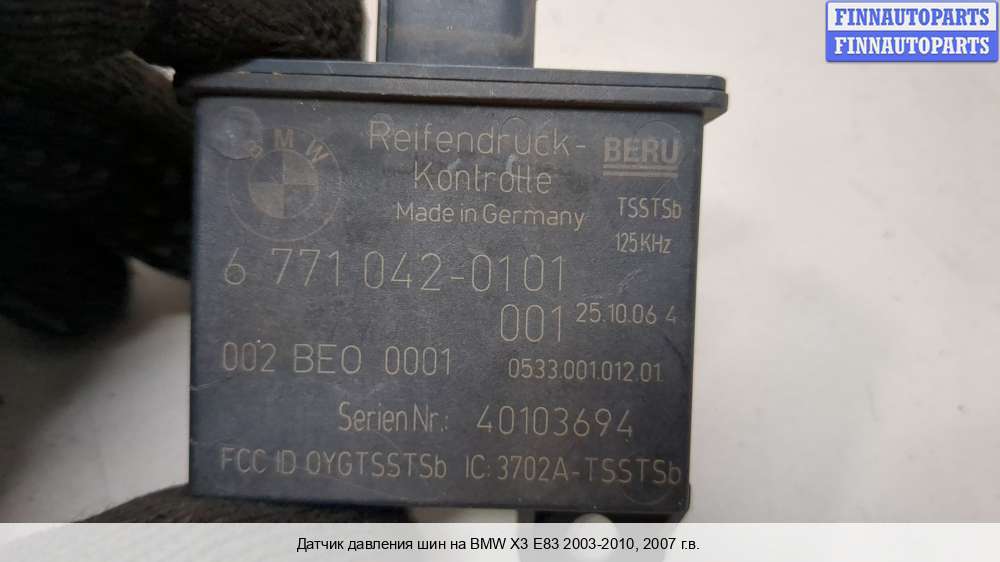 FINNAUTOPARTS
FINNAUTOPARTS
BMW
Reifendruck-
Kontrolle
BERU
Made in Germany
TSSTSb
125KHz
6 771 042-0101
001 25.10.06 4
002 BEO 0001
0533.001.012.01
Serien Nr.: 40103694
FCC ID OYGTSSTSb IC: 3702A-TSSTSb
Датчик давления шин на BMW X3 E83 2003-2010, 2007 г.в.